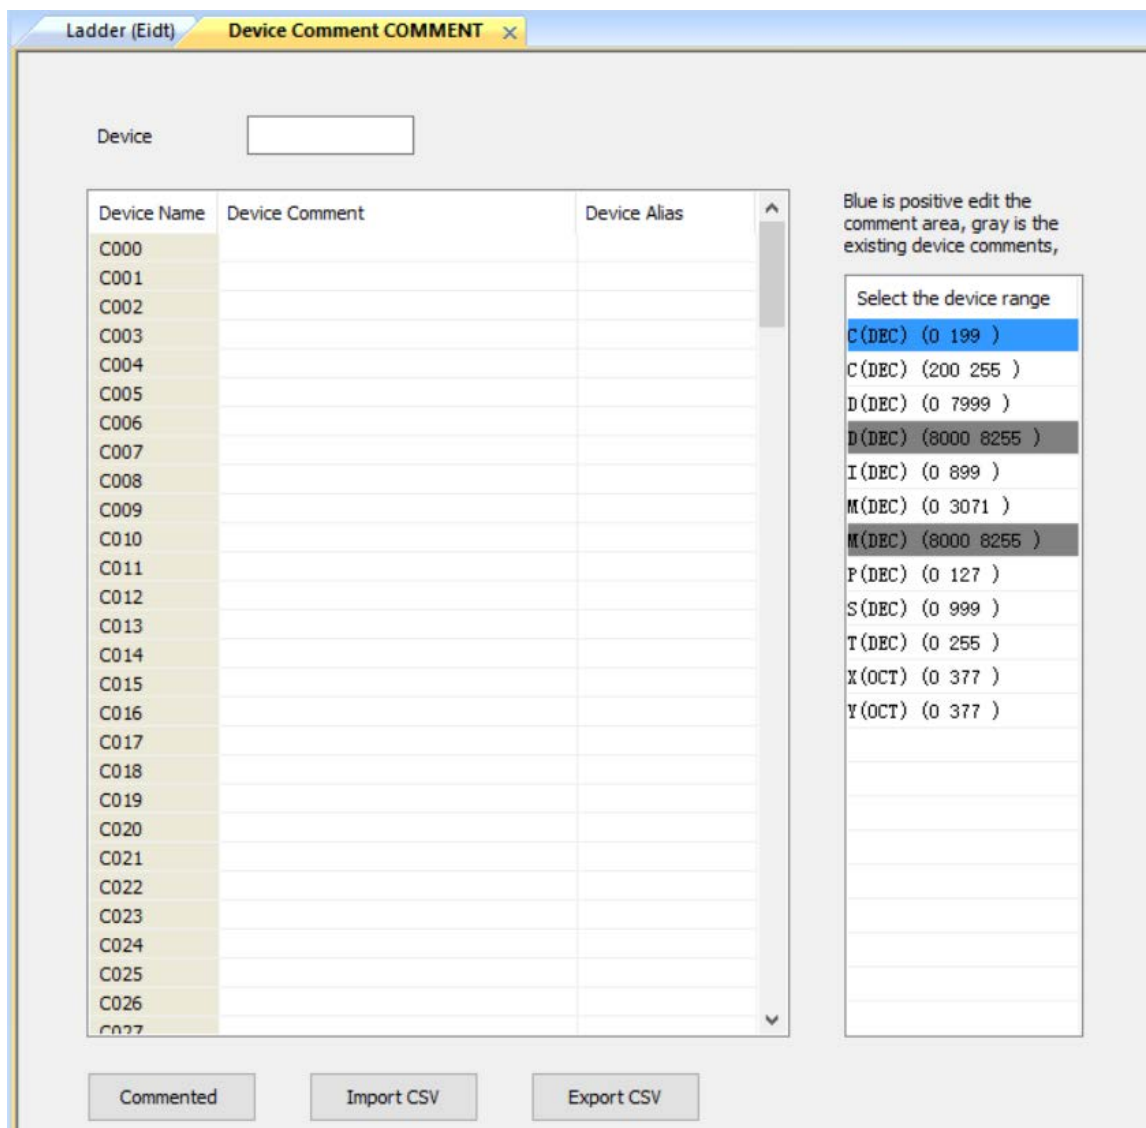 Ladder (Eidt)
Device Comment COMMENT
Device
Device Name Device Comment Device Alias
C000
C001
C002
C003
C004
C005
C006
C007
C008
C009
C010
C011
C012
C013
C014
C015
C016
C017
C018
C019
C020
C021
C022
C023
C024
C025
C026
C027
Blue is positive edit the
comment area, gray is the
existing device comments,
Select the device range
C(DEC) (0 199 )
C(DEC) (200 255 )
D(DEC) (0 7999 )
D(DEC) (8000 8255 )
I(DEC) (0 899 )
M(DEC) (0 3071 )
M(DEC) (8000 8255 )
P(DEC) (0 127 )
S(DEC) (0 999 )
T(DEC) (0 255 )
X(OCT) (0 377 )
Y(OCT) (0 377 )
Commented Import CSV Export CSV